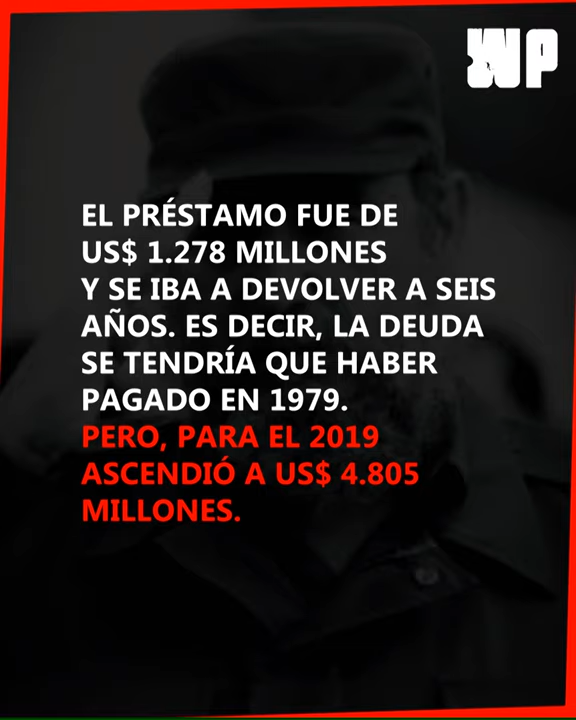 WP
EL PRÉSTAMO FUE DE
US$ 1.278 MILLONES
Y SE IBA A DEVOLVER A SEIS
AÑOS. ES DECIR, LA DEUDA
SE TENDRÍA QUE HABER
PAGADO EN 1979.
PERO, PARA EL 2019
ASCENDIÓ A US$ 4.805
MILLONES.